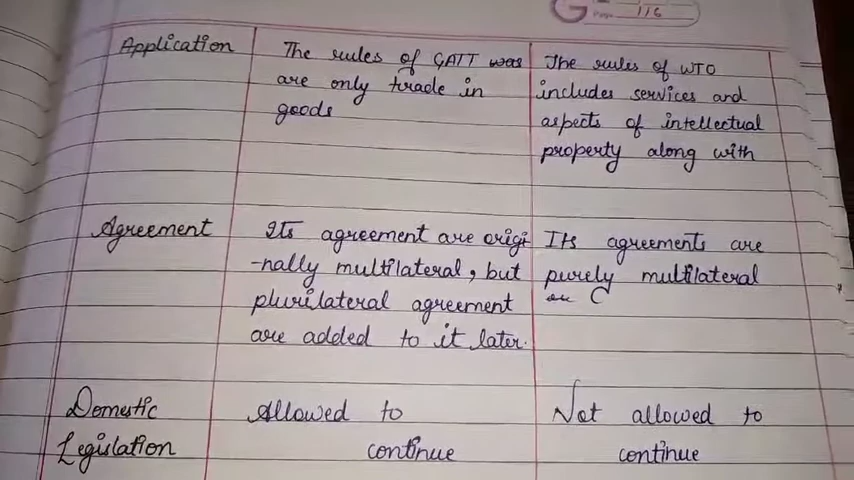 116
Application
The rules of GATT was
are only trade in
goods
The rules of WTO
includes services and
aspects of intellectual
property along with
Agreement
Its agreement are origi
-nally multilateral, but
plurilateral agreement
are added to it later.
Its agreements are
purely multilateral
Domestic
Legislation
Allowed to
continue
Not allowed to
continue